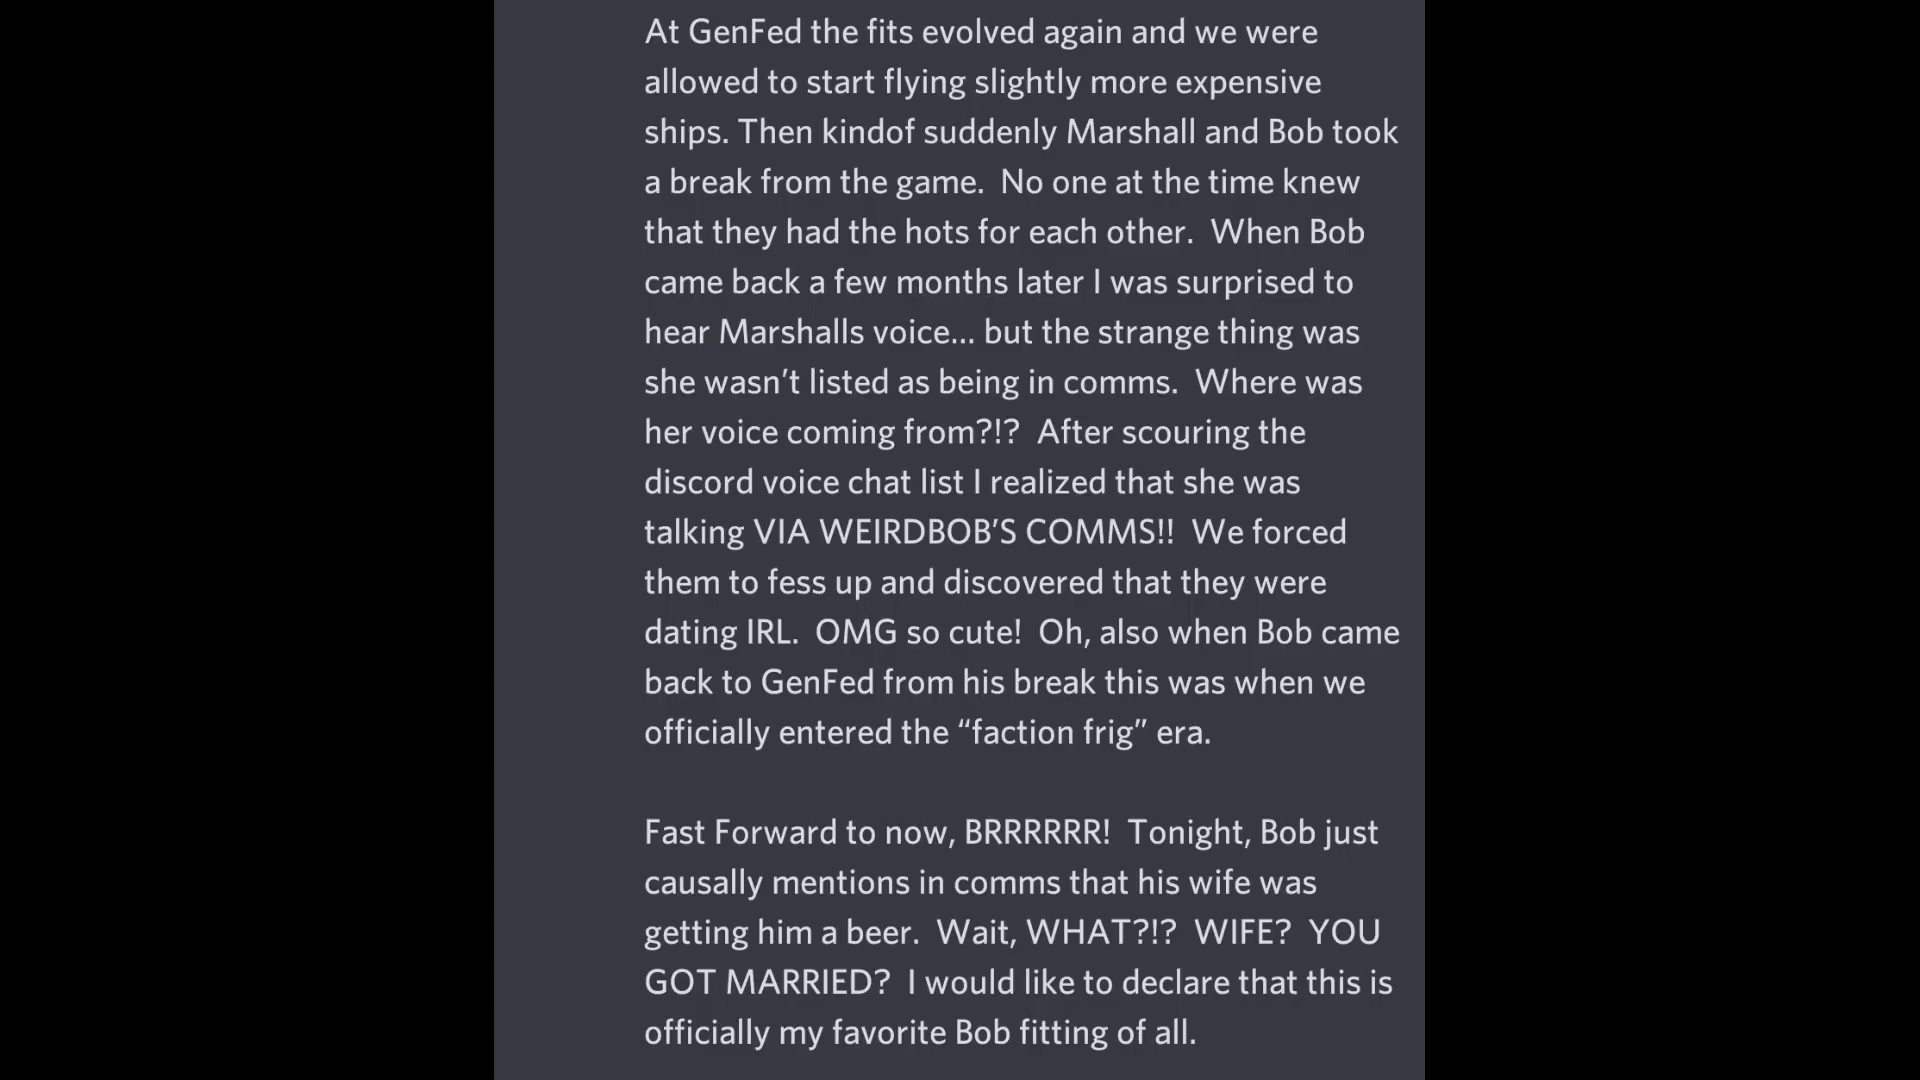 At GenFed the fits evolved again and we were
allowed to start flying slightly more expensive
ships. Then kindof suddenly Marshall and Bob took
a break from the game.  No one at the time knew
that they had the hots for each other.  When Bob
came back a few months later I was surprised to
hear Marshalls voice... but the strange thing was
she wasn’t listed as being in comms.  Where was
her voice coming from?!?  After scouring the
discord voice chat list I realized that she was
talking VIA WEIRDBOB’S COMMS!!  We forced
them to fess up and discovered that they were
dating IRL.  OMG so cute!  Oh, also when Bob came
back to GenFed from his break this was when we
officially entered the “faction frig” era.

Fast Forward to now, BRRRRRR!  Tonight, Bob just
causally mentions in comms that his wife was
getting him a beer.  Wait, WHAT?!?  WIFE?  YOU
GOT MARRIED?  I would like to declare that this is
officially my favorite Bob fitting of all.